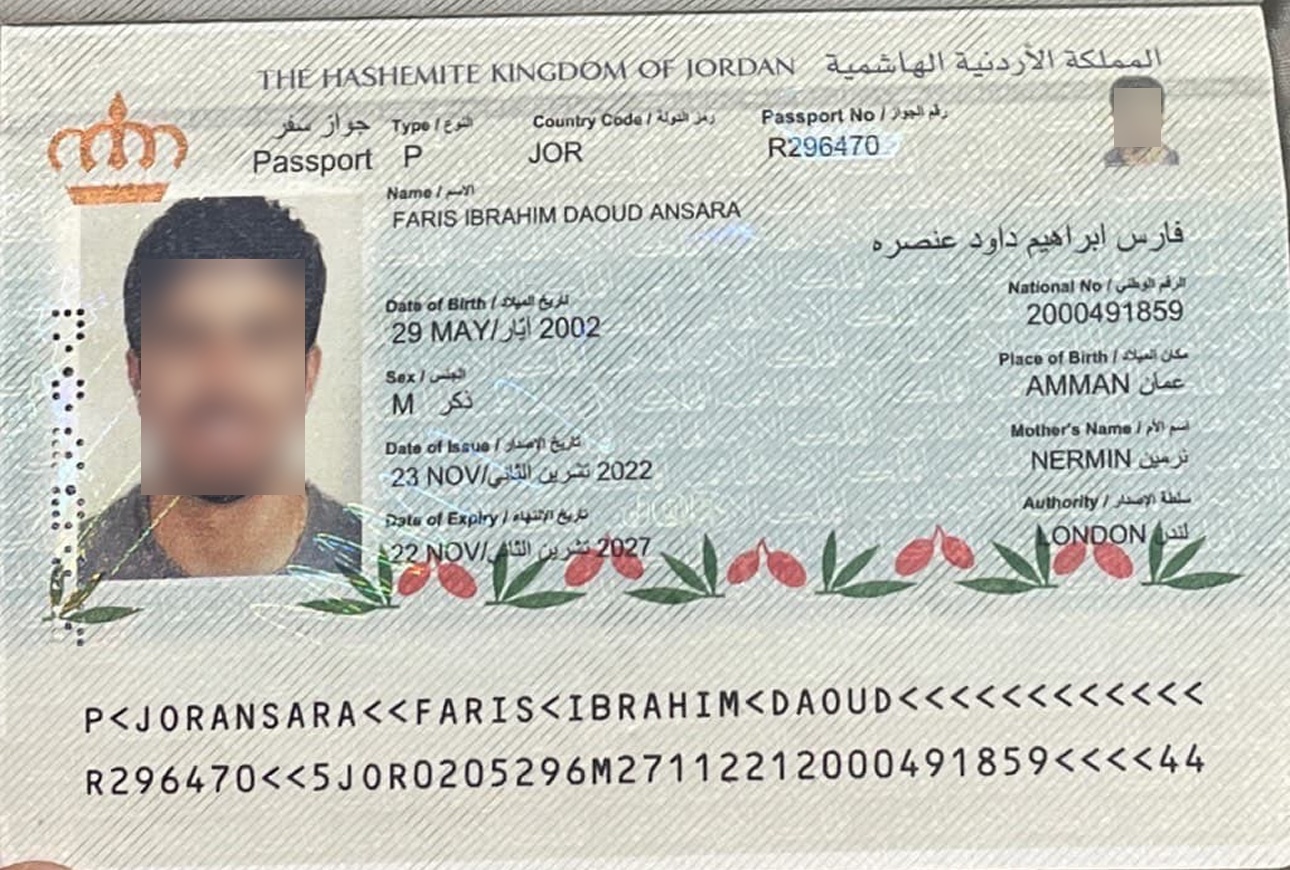 THE HASHEMITE KINGDOM OF JORDAN المملكة الأردنية الهاشمية
جواز سفر Type / النوع Country Code / رمز الدولة Passport No / رقم الجواز
Passport P JOR R296470
Name / الاسم
FARIS IBRAHIM DAOUD ANSARA
فارس ابراهيم داود عنصره
Date of Birth / تاريخ الميلاد
29 MAY/ايّار 2002
National No / الرقم الوطني
2000491859
Sex / الجنس
M ذكر
Place of Birth / مكان الميلاد
AMMAN عمان
Date of Issue / تاريخ الإصدار
23 NOV/تشرين الثاني 2022
Mother's Name / اسم الأم
NERMIN نرمين
Date of Expiry / تاريخ الإنتهاء
22 NOV/تشرين الثاني 2027
Authority / سلطة الإصدار
LONDON لندن
P<JORANSARA<<FARIS<IBRAHIM<DAOUD<<<<<<<<<<<<
R296470<<5JOR0205296M27112212000491859<<<<44